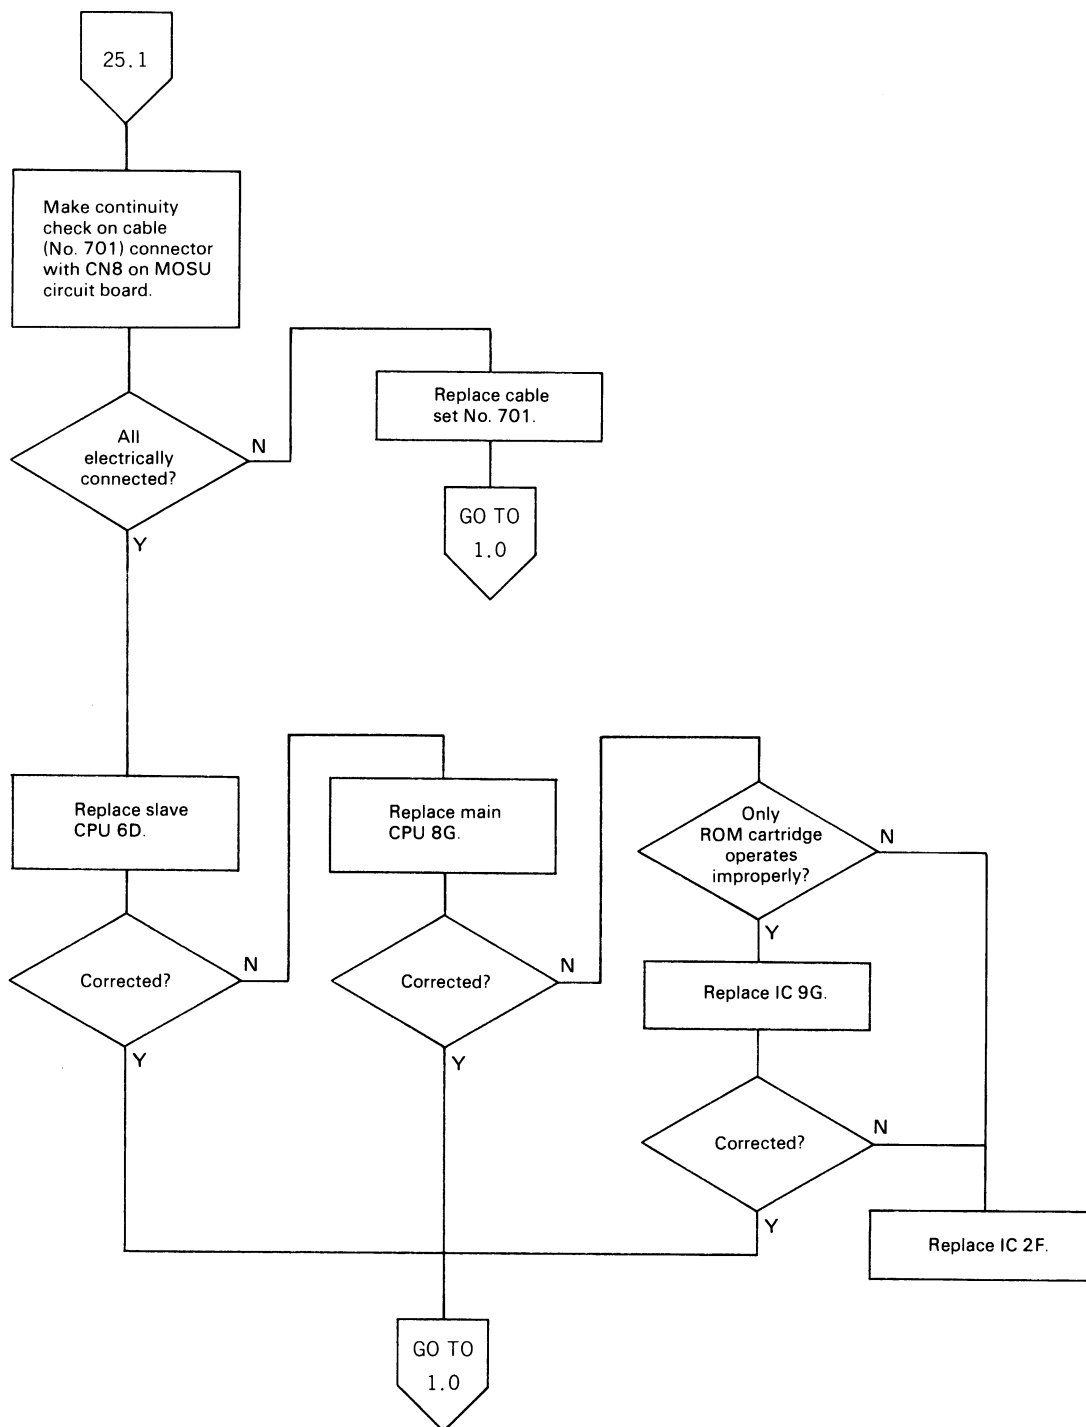 25.1
Make continuity
check on cable
(No. 701) connector
with CN8 on MOSU
circuit board.
All
electrically
connected?
N
Y
Replace cable
set No. 701.
GO TO
1.0
Replace slave
CPU 6D.
Corrected?
N
Y
Replace main
CPU 8G.
Corrected?
N
Y
Only
ROM cartridge
operates
improperly?
N
Y
Replace IC 9G.
Corrected?
N
Y
Replace IC 2F.
GO TO
1.0